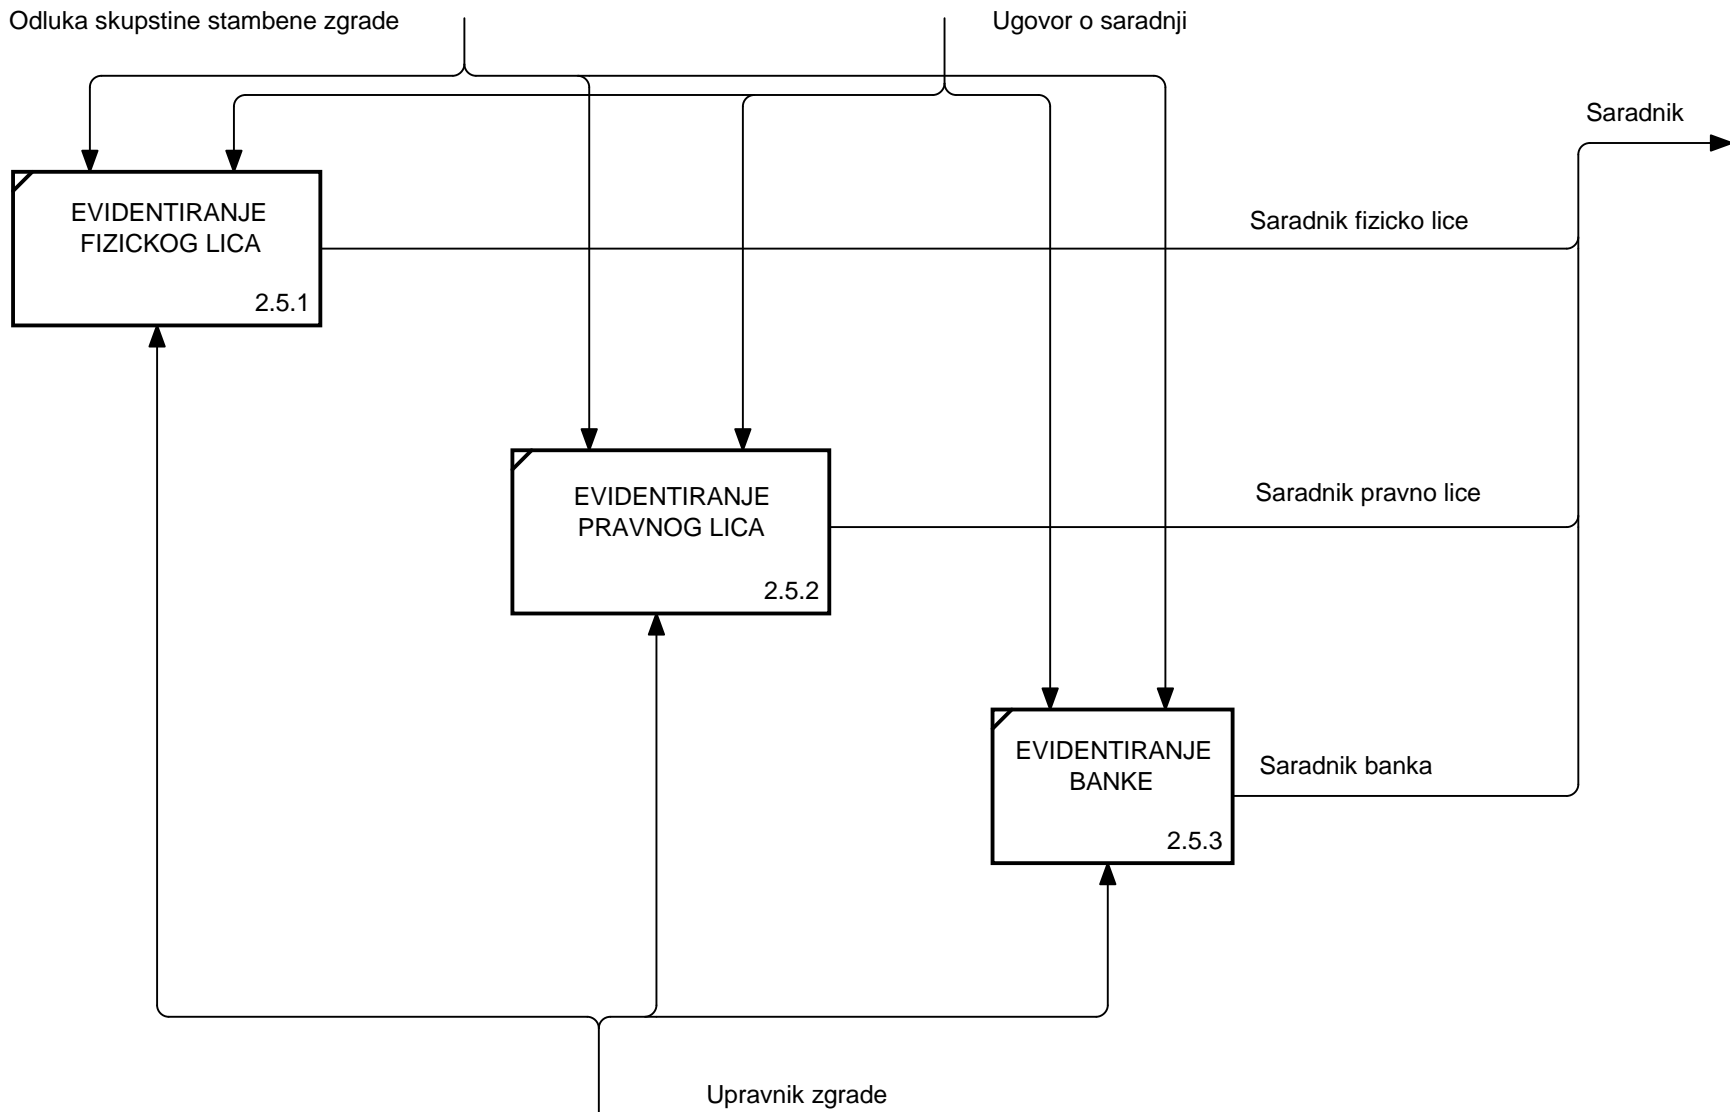 Odluka skupstine stambene zgrade
Ugovor o saradnji
Saradnik
EVIDENTIRANJE
FIZICKOG LICA
2.5.1
Saradnik fizicko lice
EVIDENTIRANJE
PRAVNOG LICA
2.5.2
Saradnik pravno lice
EVIDENTIRANJE
BANKE
2.5.3
Saradnik banka
Upravnik zgrade